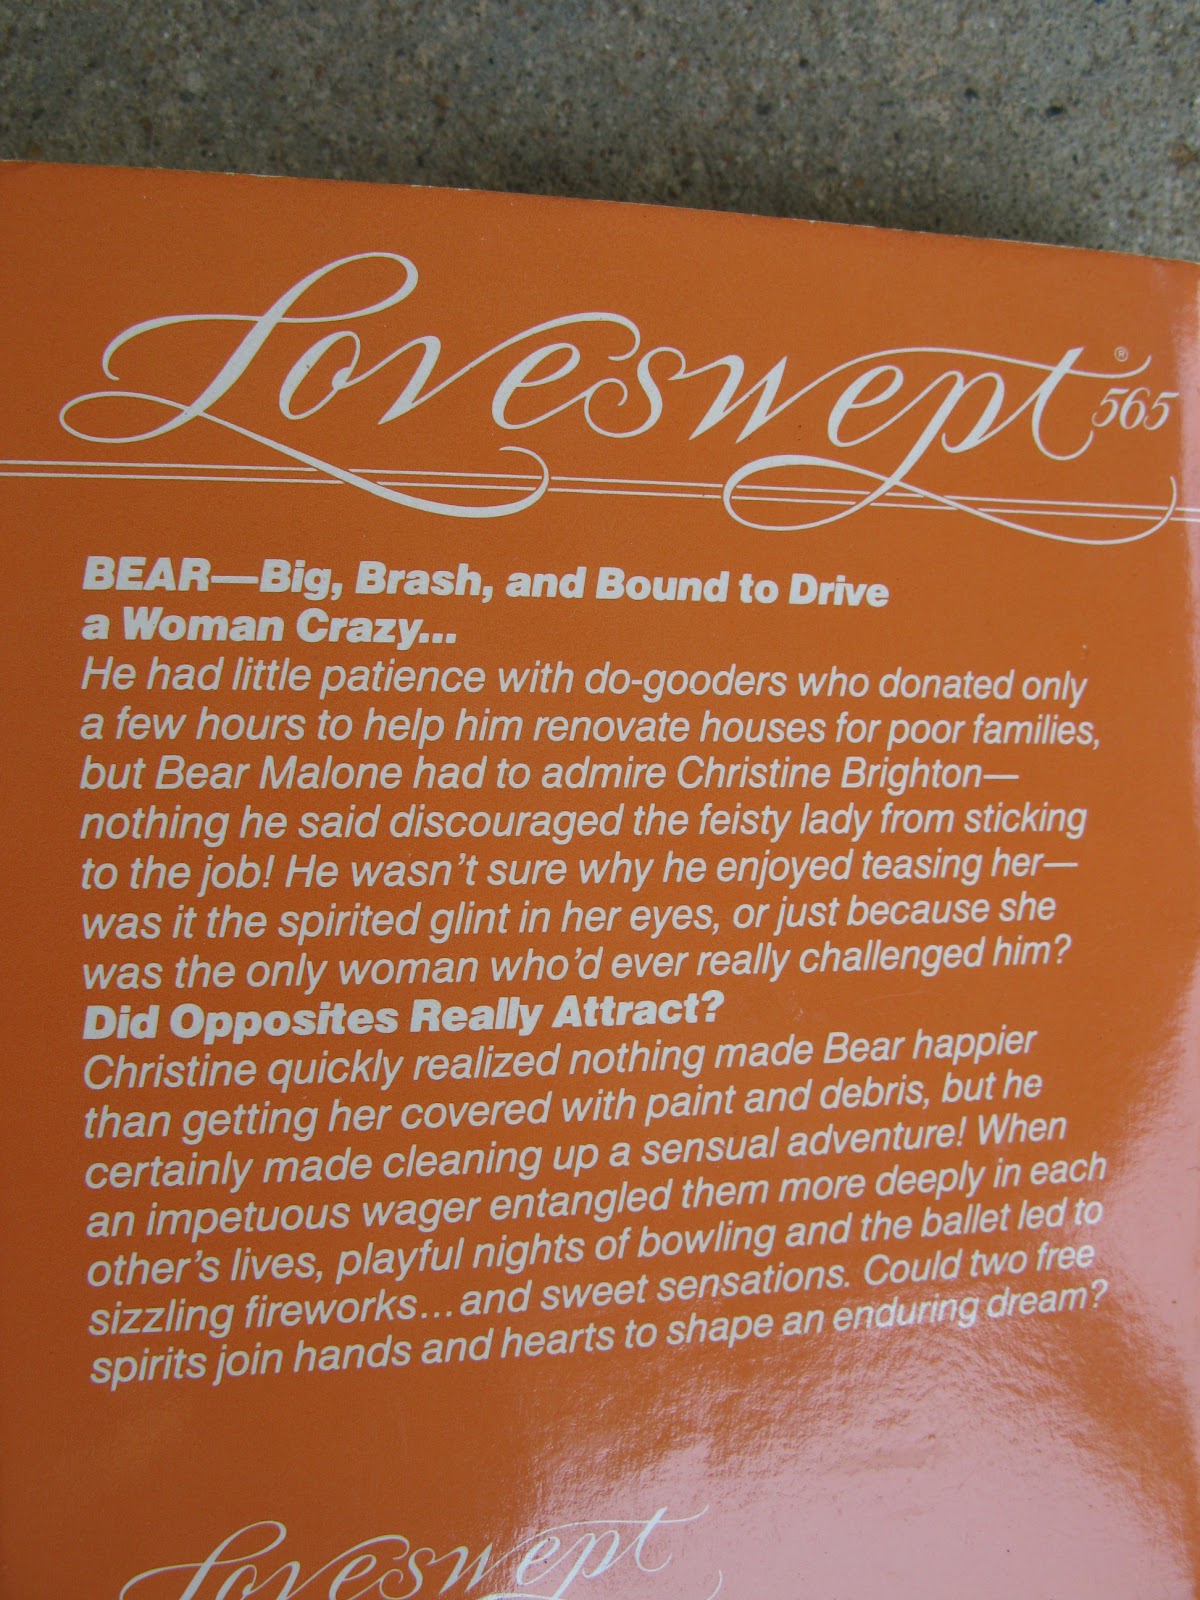 Loveswept® 565
BEAR—Big, Brash, and Bound to Drive
a Woman Crazy...
He had little patience with do-gooders who donated only
a few hours to help him renovate houses for poor families,
but Bear Malone had to admire Christine Brighton—
nothing he said discouraged the feisty lady from sticking
to the job! He wasn't sure why he enjoyed teasing her—
was it the spirited glint in her eyes, or just because she
was the only woman who'd ever really challenged him?
Did Opposites Really Attract?
Christine quickly realized nothing made Bear happier
than getting her covered with paint and debris, but he
certainly made cleaning up a sensual adventure! When
an impetuous wager entangled them more deeply in each
other's lives, playful nights of bowling and the ballet led to
sizzling fireworks...and sweet sensations. Could two free
spirits join hands and hearts to shape an enduring dream?
Loveswept